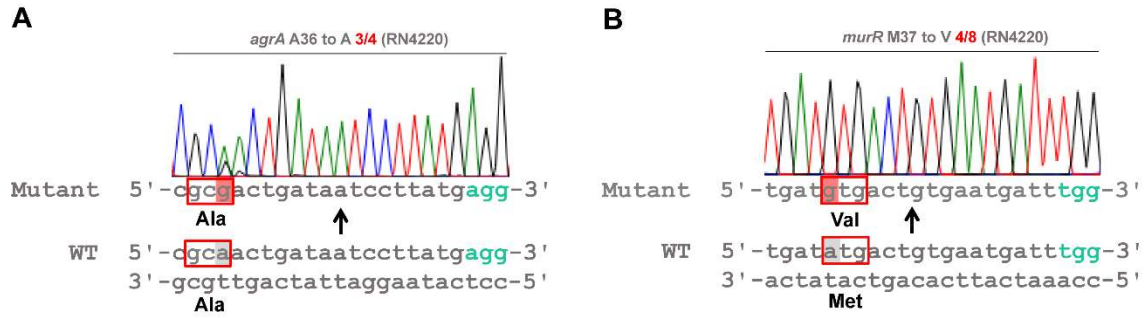 A
agrA A36 to A 3/4 (RN4220)
Mutant 5'-cgcgactgataatccttatgagg-3'
Ala
WT 5'-cgcaactgataatccttatgagg-3'
3'-gcgttgactattaggaatactcc-5'
Ala
B
murR M37 to V 4/8 (RN4220)
Mutant 5'-tgatgtgactgtgaatgatttgg-3'
Val
WT 5'-tgatatgactgtgaatgatttgg-3'
3'-actatactgacacttactaaacc-5'
Met